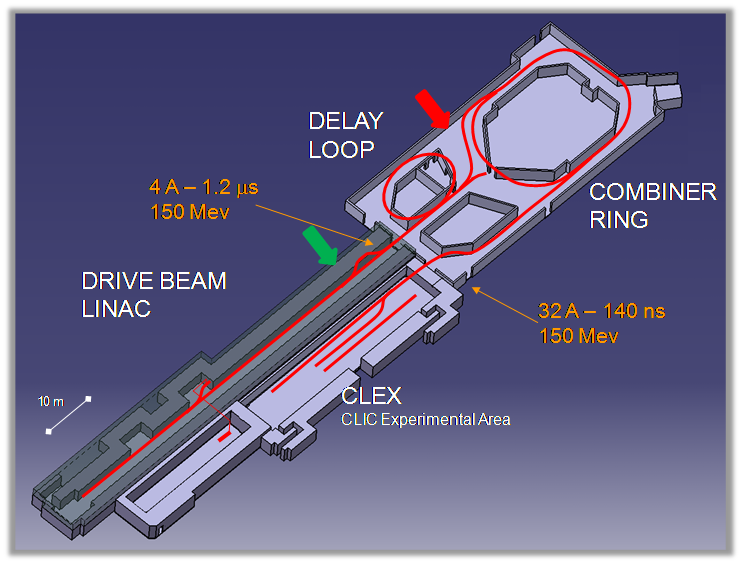 DELAY
LOOP
4 A – 1.2 μs
150 Mev
COMBINER
RING
DRIVE BEAM
LINAC
32 A – 140 ns
150 Mev
10 m
CLEX
CLIC Experimental Area